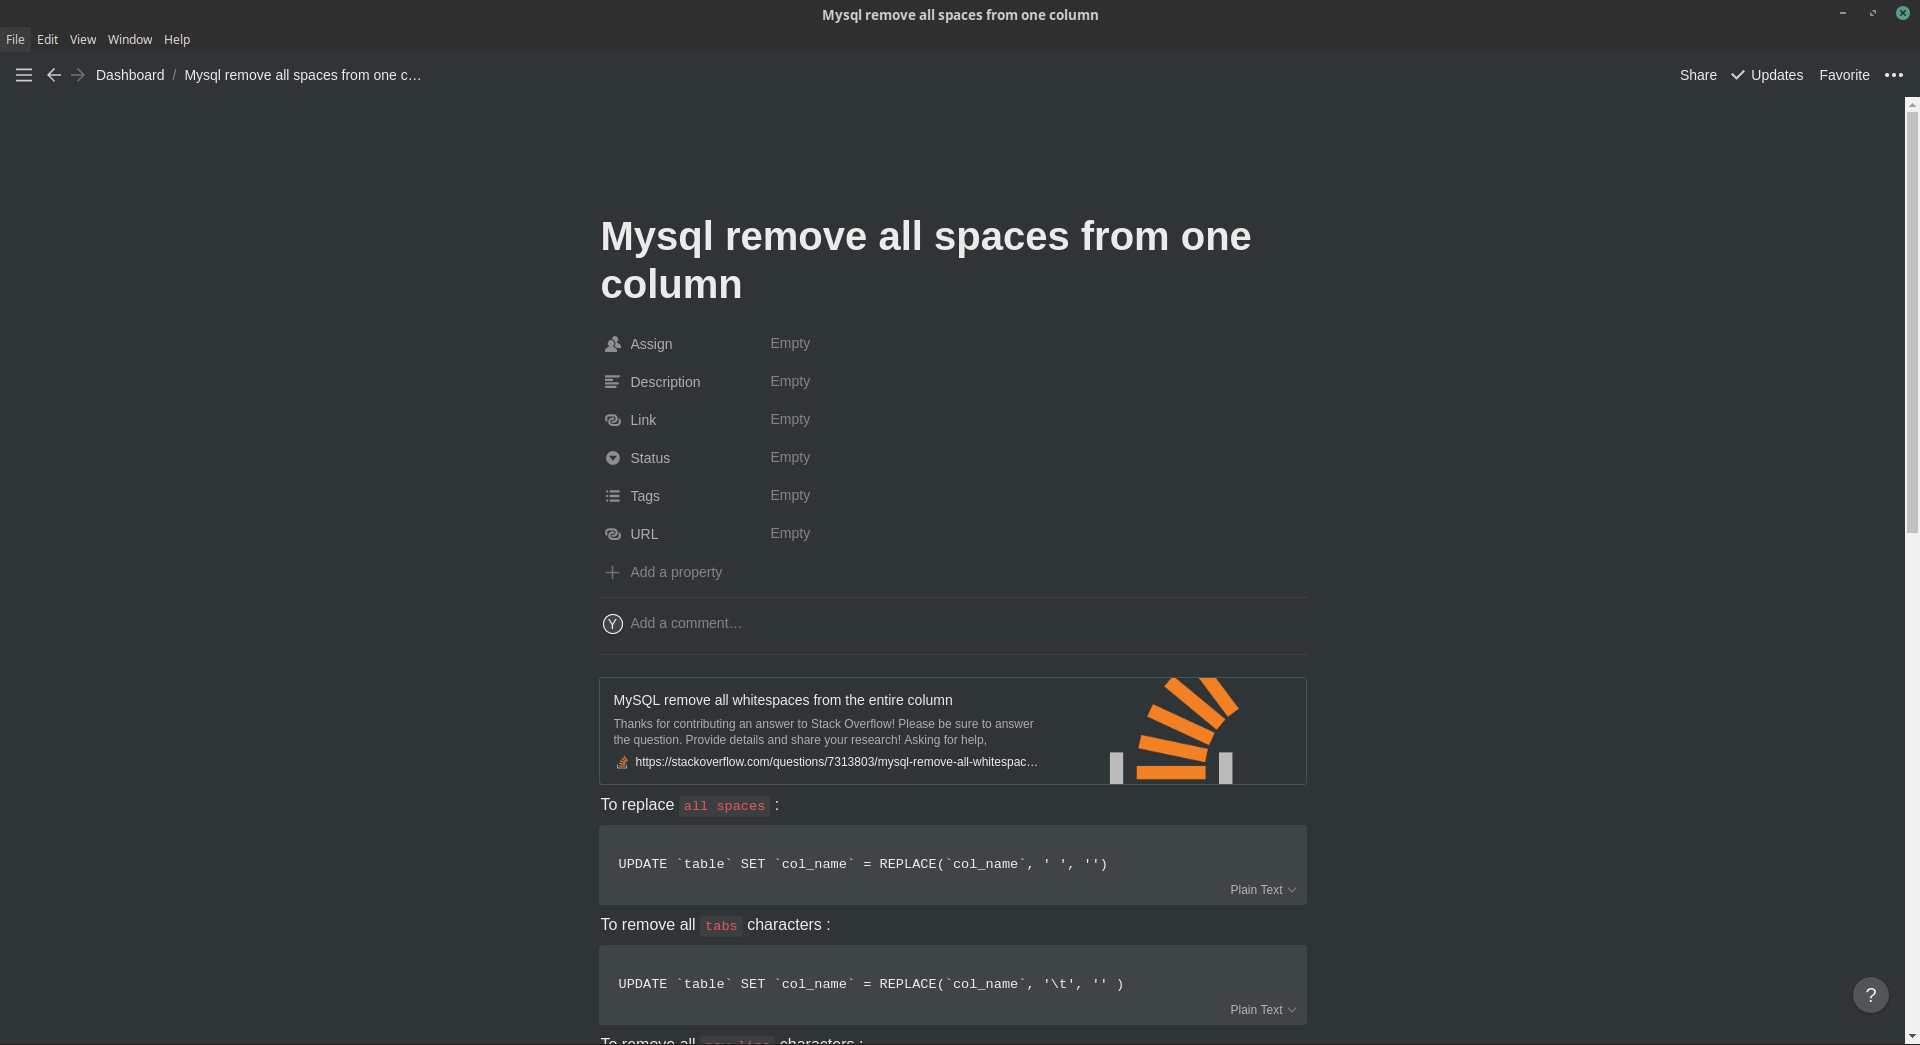 Mysql remove all spaces from one column
File Edit View Window Help
Dashboard / Mysql remove all spaces from one c…
Share Updates Favorite
Mysql remove all spaces from one
column
Assign Empty
Description Empty
Link Empty
Status Empty
Tags Empty
URL Empty
Add a property
Y Add a comment…
MySQL remove all whitespaces from the entire column
Thanks for contributing an answer to Stack Overflow! Please be sure to answer
the question. Provide details and share your research! Asking for help,
https://stackoverflow.com/questions/7313803/mysql-remove-all-whitespac…
To replace all spaces :
UPDATE `table` SET `col_name` = REPLACE(`col_name`, ' ', '')
Plain Text
To remove all tabs characters :
UPDATE `table` SET `col_name` = REPLACE(`col_name`, '\t', '' )
Plain Text
?
To remove all new line characters :